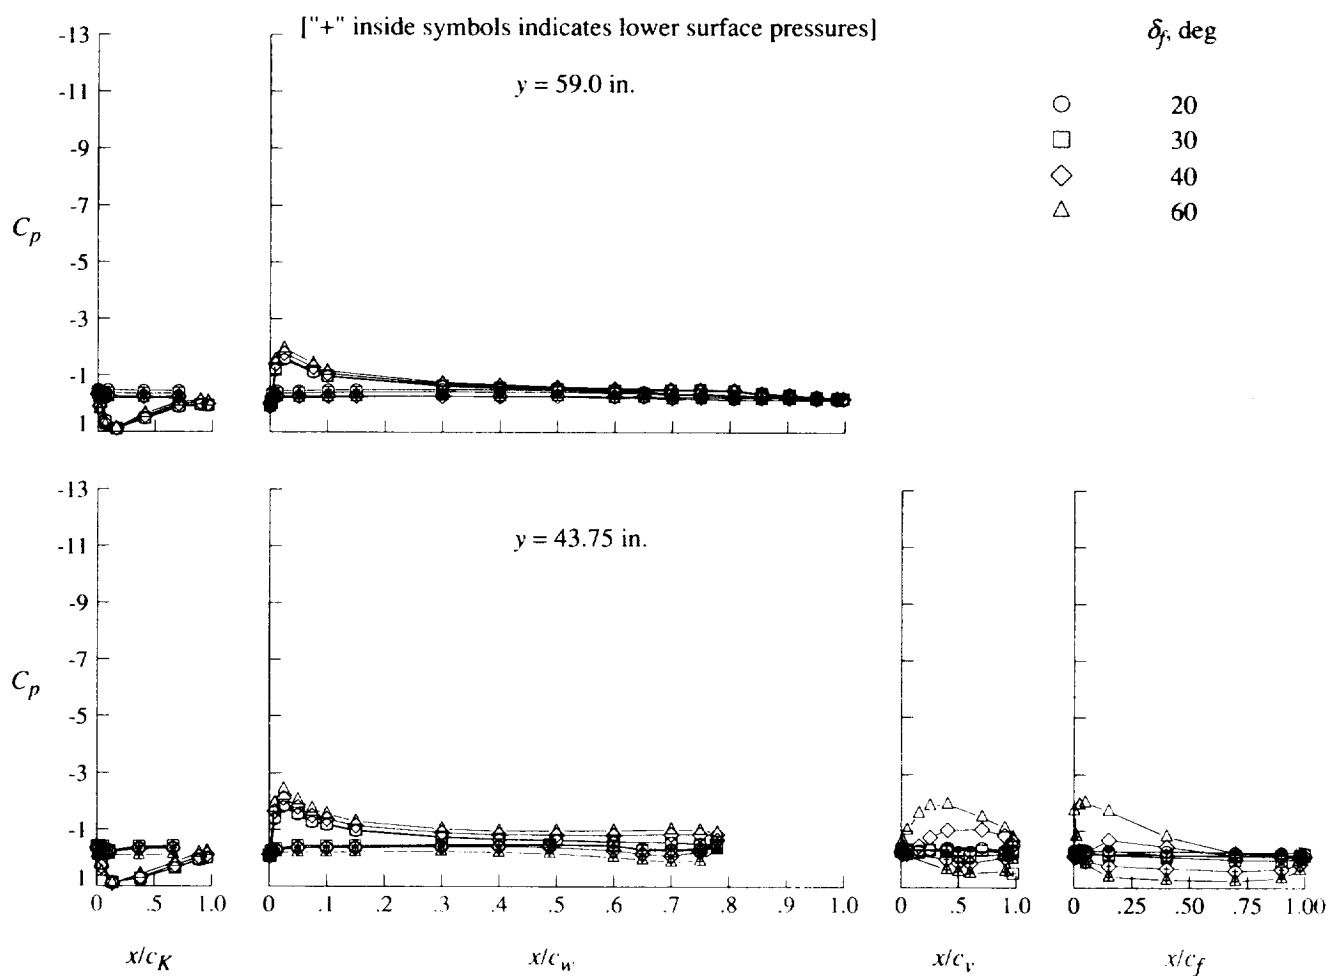 ["+" inside symbols indicates lower surface pressures]
δf, deg
y = 59.0 in.
20
30
40
60
-13
-11
-9
-7
Cp
-5
-3
-1
1
-13
y = 43.75 in.
-11
-9
-7
Cp
-5
-3
-1
1
0 .5 1.0 0 .1 .2 .3 .4 .5 .6 .7 .8 .9 1.0 0 .5 1.0 0 .25 .50 .75 1.00
x/cK x/cw x/cv x/cf